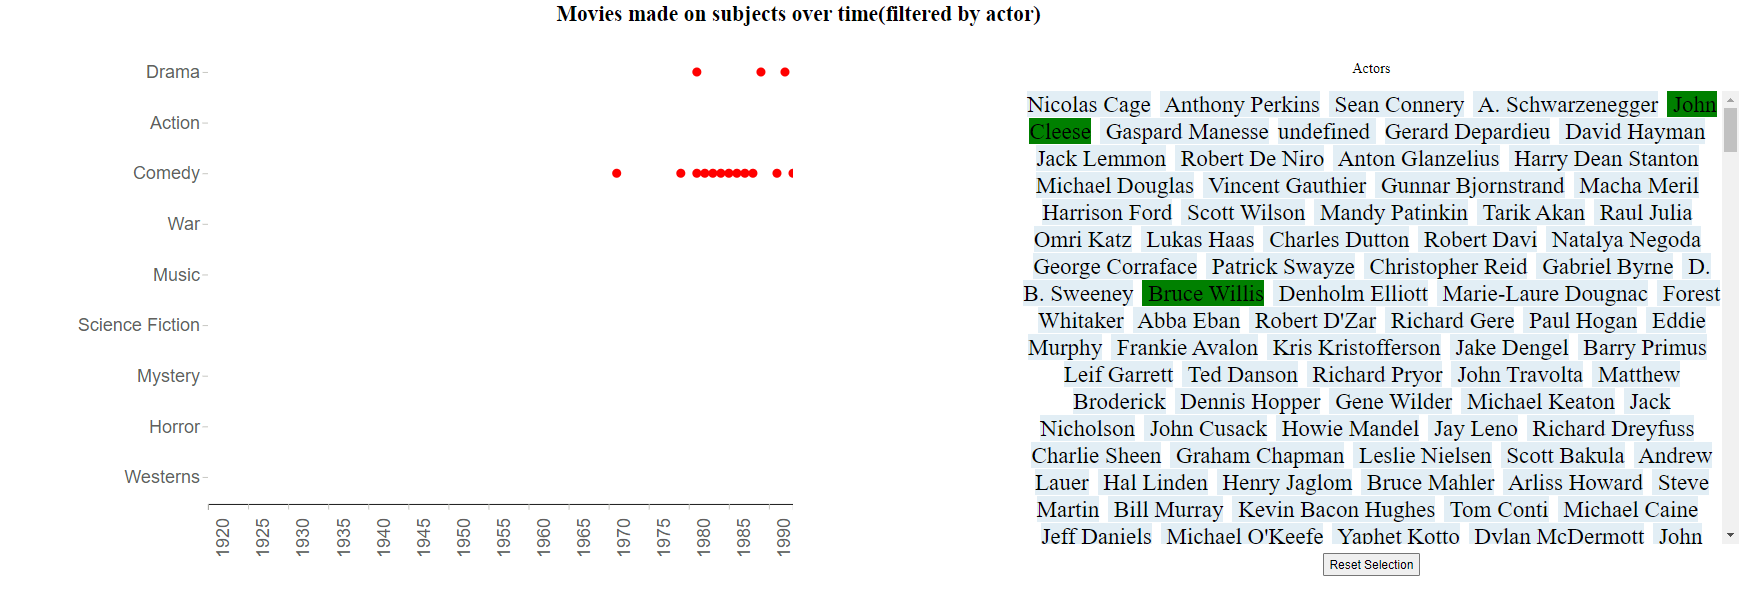 Movies made on subjects over time(filtered by actor)
Drama
Action
Comedy
War
Music
Science Fiction
Mystery
Horror
Westerns
1920 1925 1930 1935 1940 1945 1950 1955 1960 1965 1970 1975 1980 1985 1990
Actors
Nicolas Cage Anthony Perkins Sean Connery A. Schwarzenegger John
Cleese Gaspard Manesse undefined Gerard Depardieu David Hayman
Jack Lemmon Robert De Niro Anton Glanzelius Harry Dean Stanton
Michael Douglas Vincent Gauthier Gunnar Bjornstrand Macha Meril
Harrison Ford Scott Wilson Mandy Patinkin Tarik Akan Raul Julia
Omri Katz Lukas Haas Charles Dutton Robert Davi Natalya Negoda
George Corraface Patrick Swayze Christopher Reid Gabriel Byrne D.
B. Sweeney Bruce Willis Denholm Elliott Marie-Laure Dougnac Forest
Whitaker Abba Eban Robert D'Zar Richard Gere Paul Hogan Eddie
Murphy Frankie Avalon Kris Kristofferson Jake Dengel Barry Primus
Leif Garrett Ted Danson Richard Pryor John Travolta Matthew
Broderick Dennis Hopper Gene Wilder Michael Keaton Jack
Nicholson John Cusack Howie Mandel Jay Leno Richard Dreyfuss
Charlie Sheen Graham Chapman Leslie Nielsen Scott Bakula Andrew
Lauer Hal Linden Henry Jaglom Bruce Mahler Arliss Howard Steve
Martin Bill Murray Kevin Bacon Hughes Tom Conti Michael Caine
Jeff Daniels Michael O'Keefe Yaphet Kotto Dylan McDermott John
Reset Selection